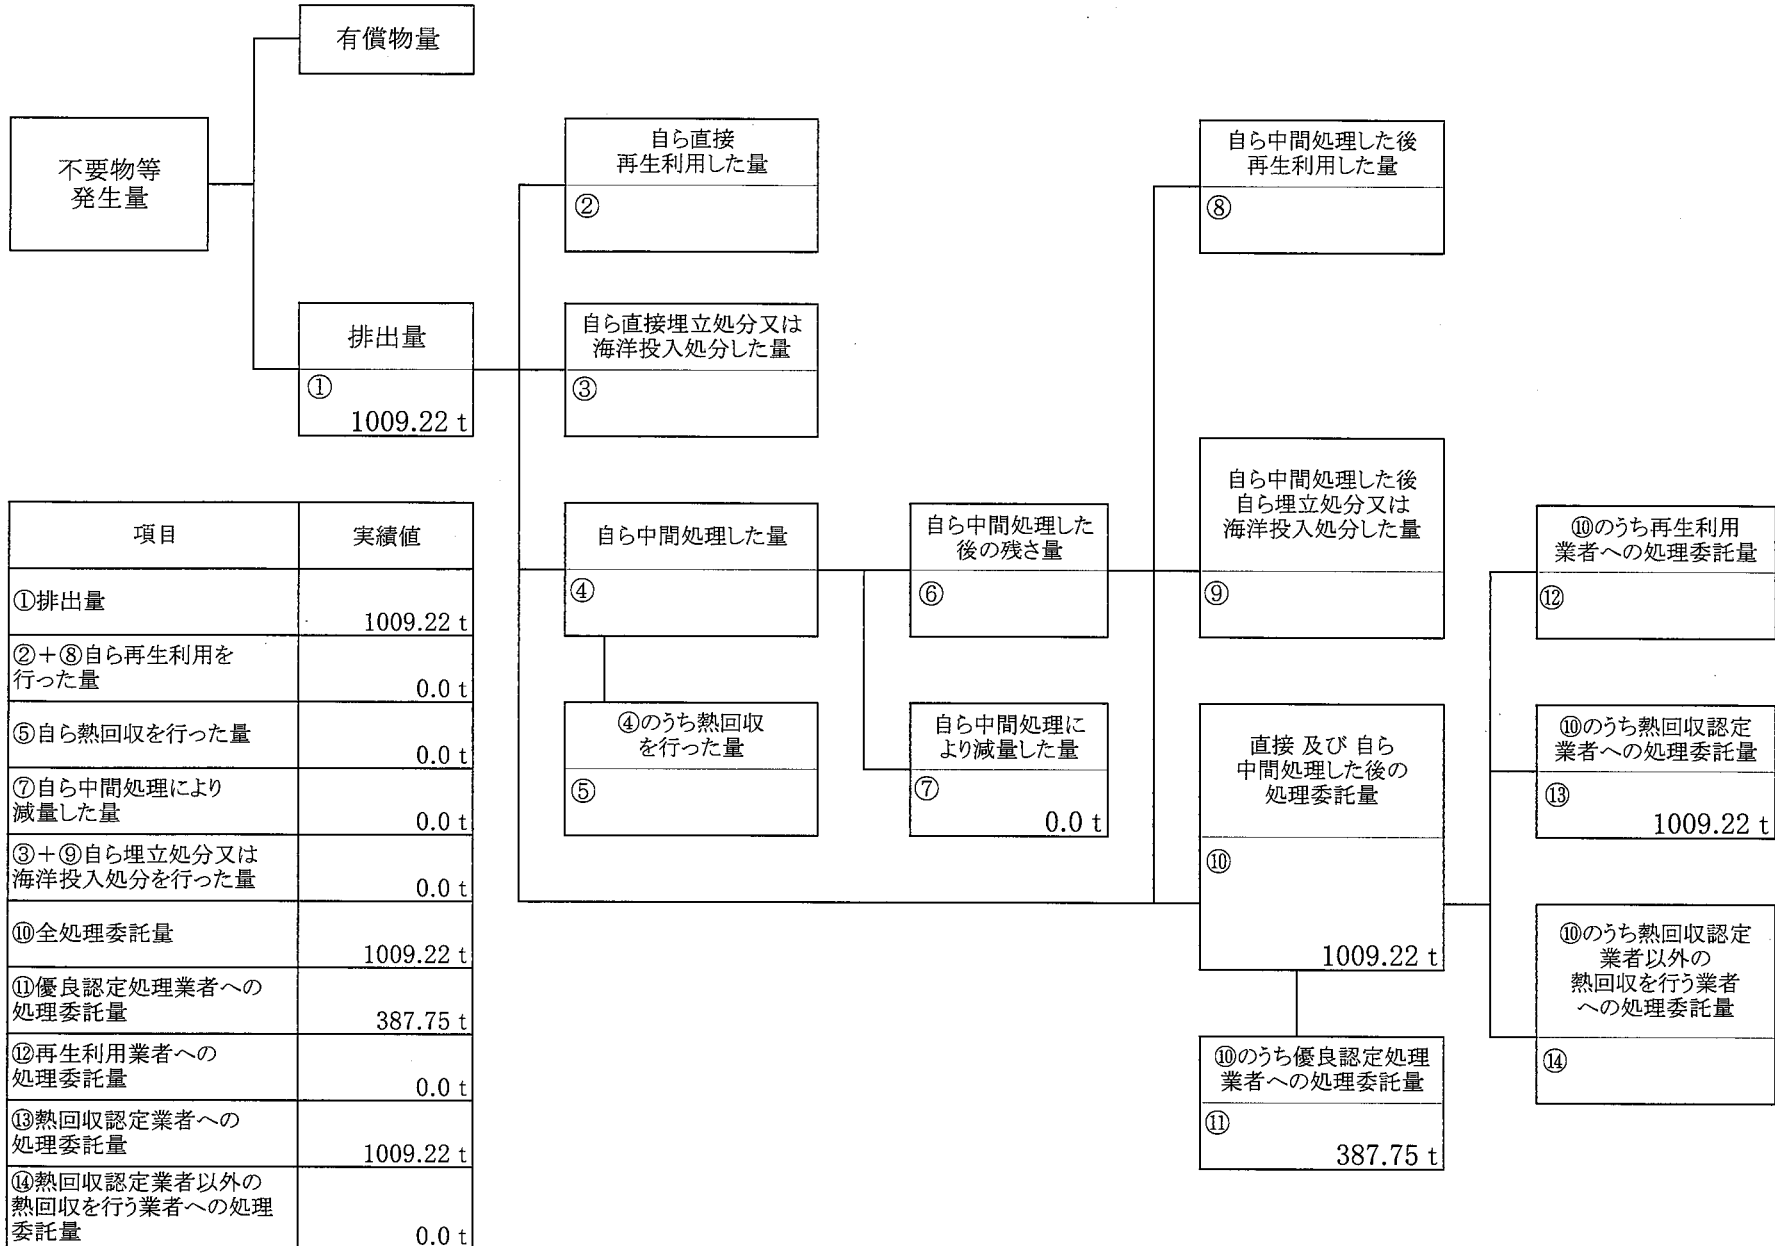 有償物量
不要物等
発生量
排出量
①
1009.22 t
自ら直接
再生利用した量
②
自ら直接埋立処分又は
海洋投入処分した量
③
自ら中間処理した量
④
④のうち熱回収
を行った量
⑤
自ら中間処理した
後の残さ量
⑥
自ら中間処理に
より減量した量
⑦
0.0 t
自ら中間処理した後
再生利用した量
⑧
自ら中間処理した後
自ら埋立処分又は
海洋投入処分した量
⑨
直接 及び 自ら
中間処理した後の
処理委託量
⑩
1009.22 t
⑩のうち優良認定処理
業者への処理委託量
⑪
387.75 t
⑩のうち再生利用
業者への処理委託量
⑫
⑩のうち熱回収認定
業者への処理委託量
⑬
1009.22 t
⑩のうち熱回収認定
業者以外の
熱回収を行う業者
への処理委託量
⑭
項目 実績値
①排出量
1009.22 t
②+⑧自ら再生利用を
行った量
0.0 t
⑤自ら熱回収を行った量
0.0 t
⑦自ら中間処理により
減量した量
0.0 t
③+⑨自ら埋立処分又は
海洋投入処分を行った量
0.0 t
⑩全処理委託量
1009.22 t
⑪優良認定処理業者への
処理委託量
387.75 t
⑫再生利用業者への
処理委託量
0.0 t
⑬熱回収認定業者への
処理委託量
1009.22 t
⑭熱回収認定業者以外の
熱回収を行う業者への処理
委託量
0.0 t